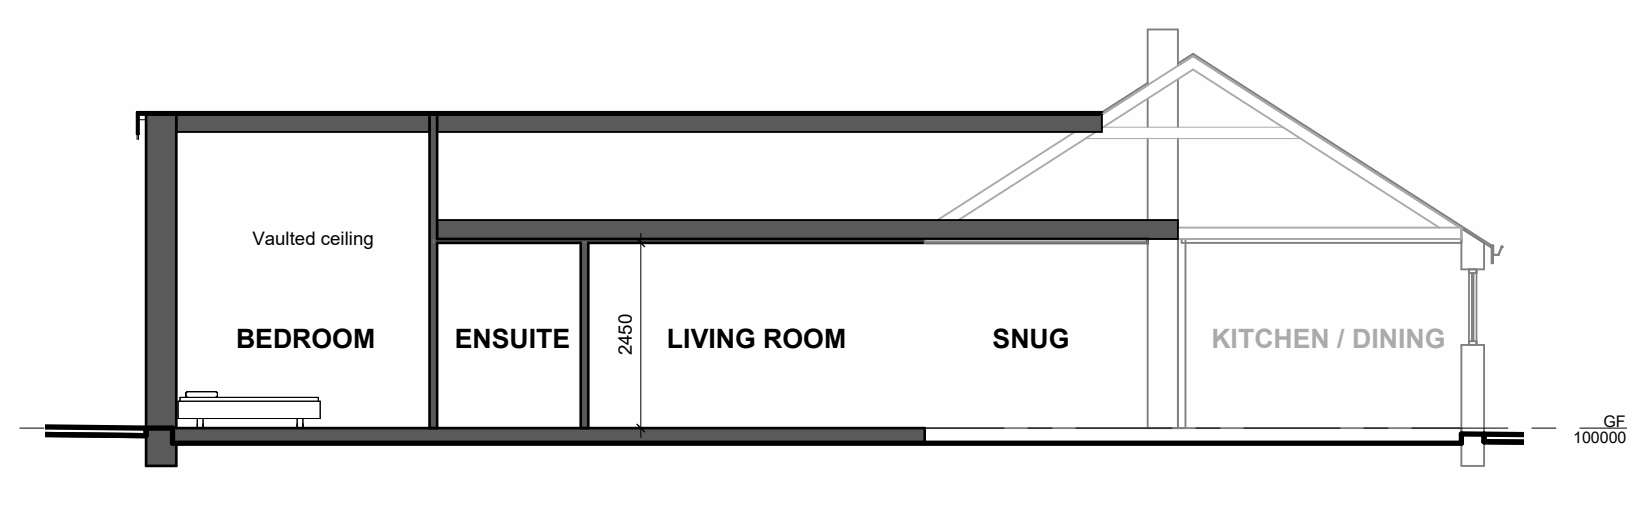 Vaulted ceiling
BEDROOM
ENSUITE
2450
LIVING ROOM
SNUG
KITCHEN / DINING
GF
100000